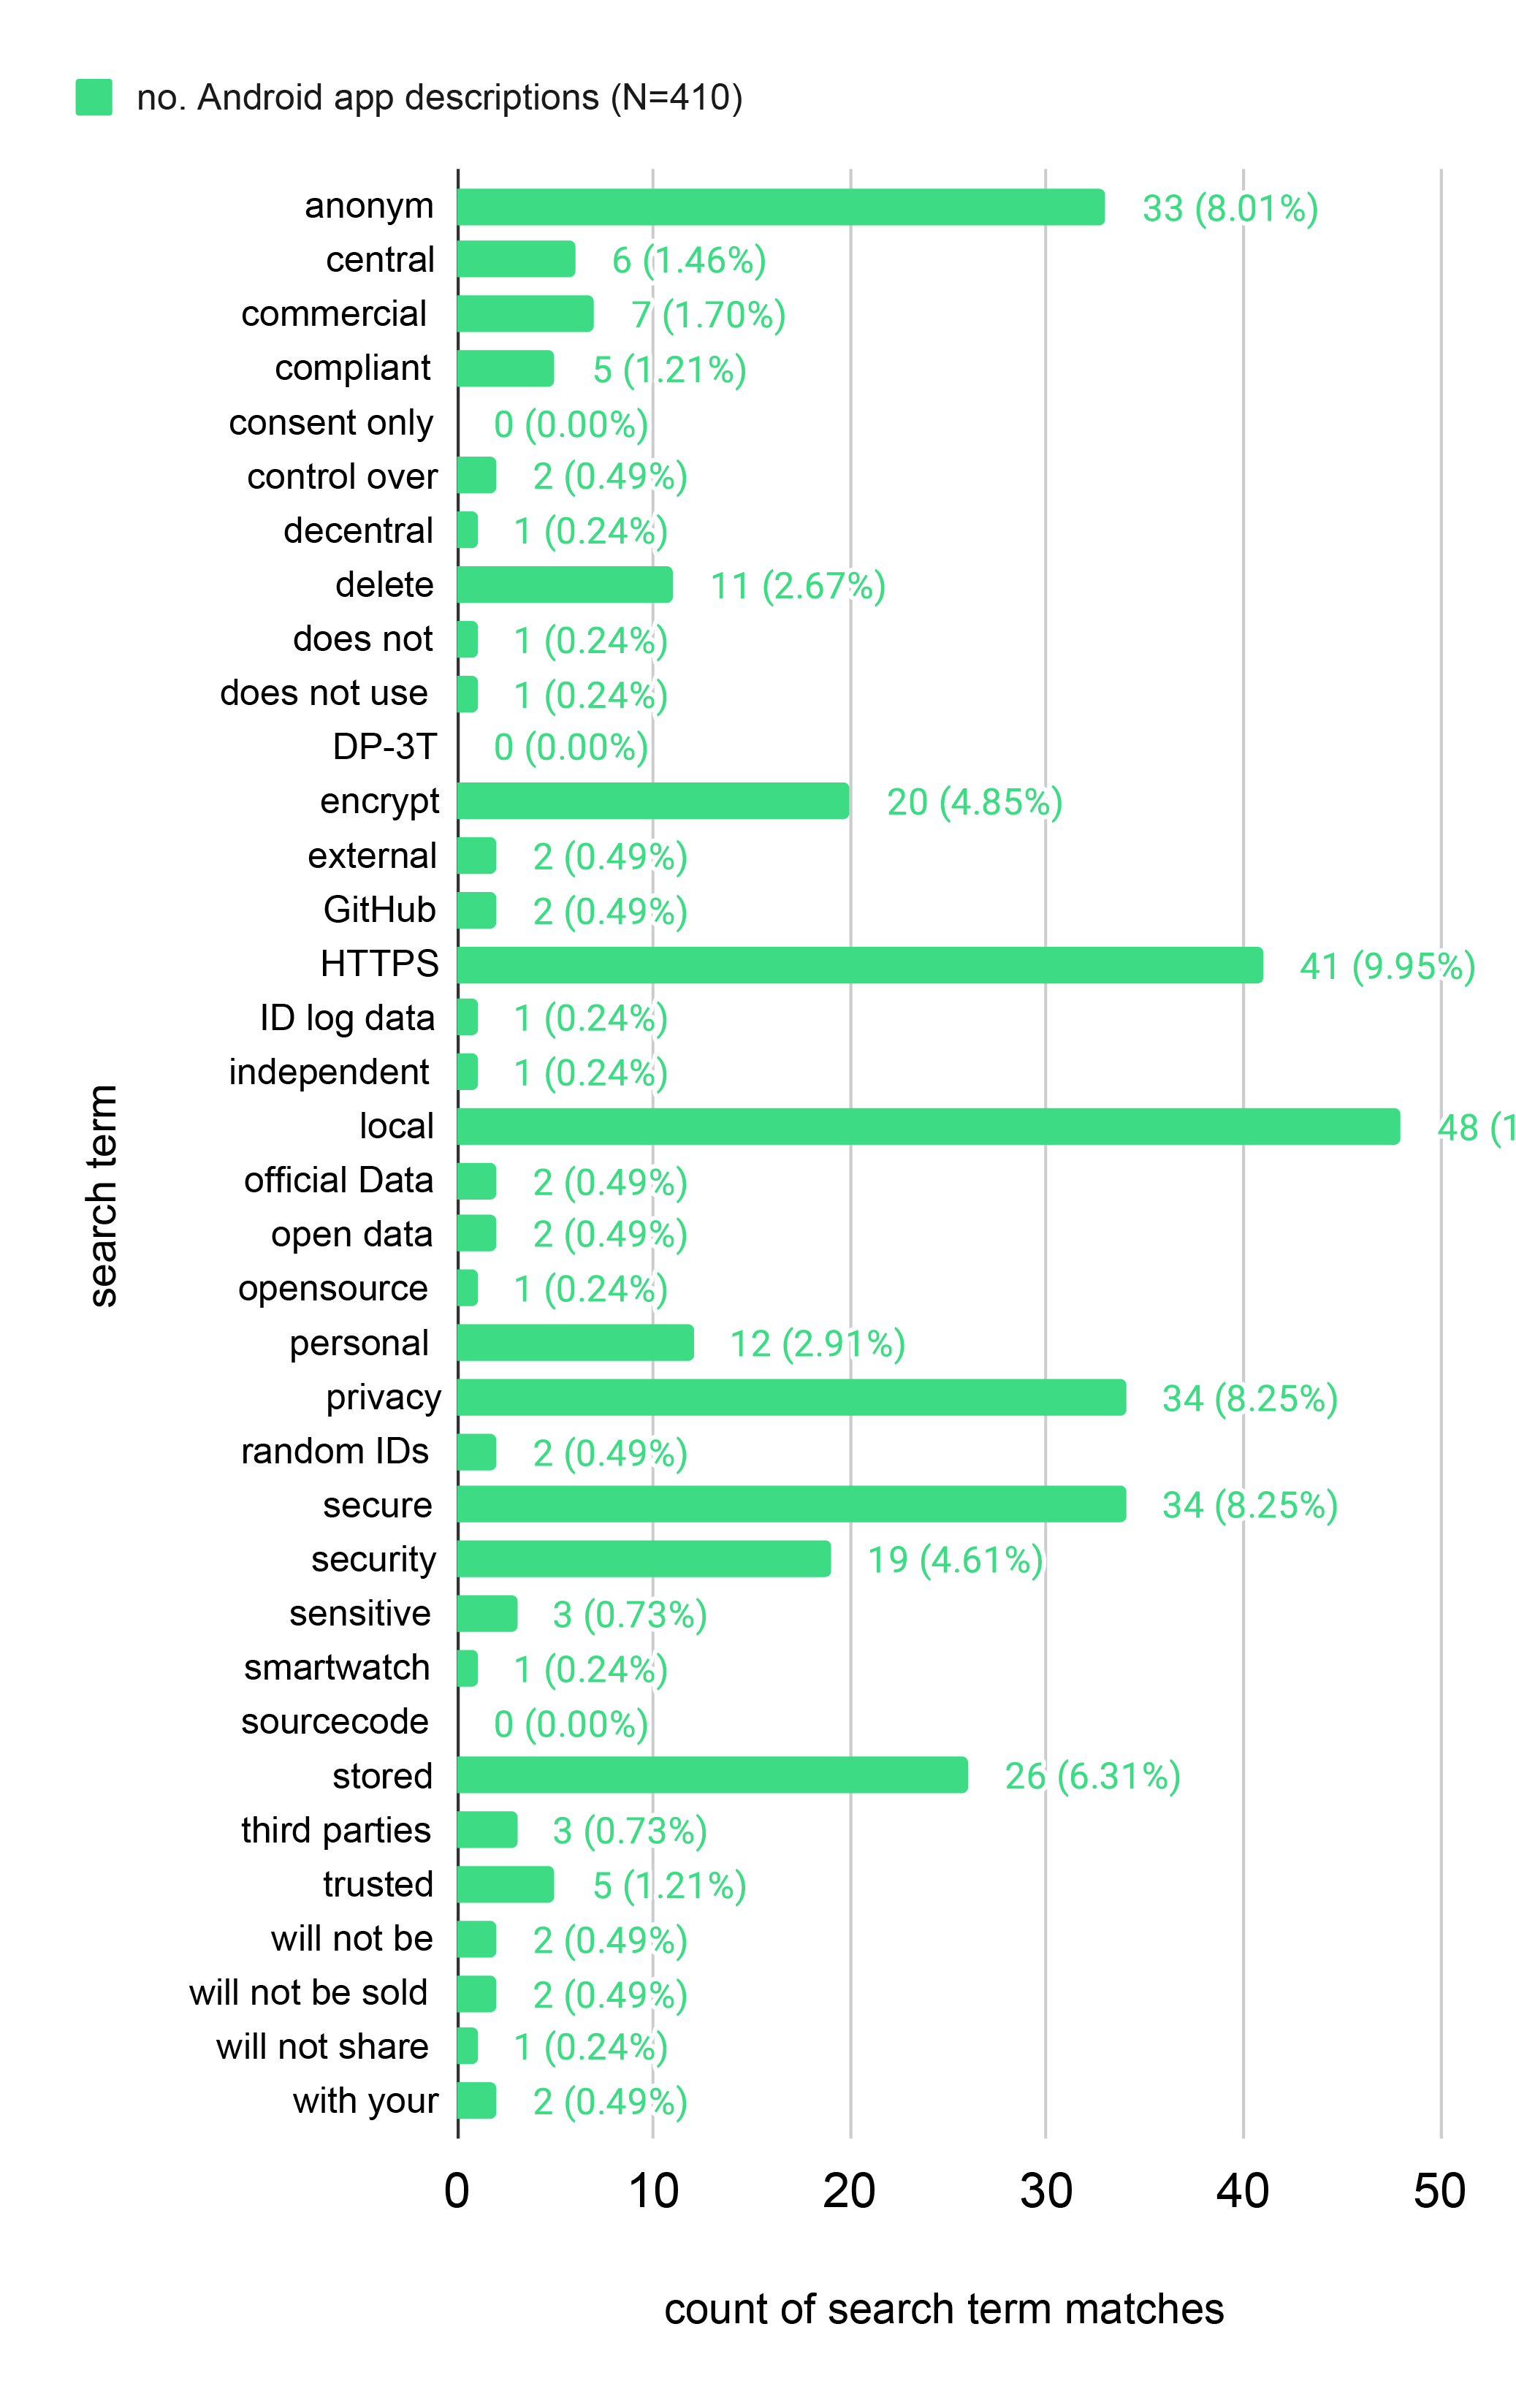 no. Android app descriptions (N=410)
anonym 33 (8.01%)
central 6 (1.46%)
commercial 7 (1.70%)
compliant 5 (1.21%)
consent only 0 (0.00%)
control over 2 (0.49%)
decentral 1 (0.24%)
delete 11 (2.67%)
does not 1 (0.24%)
does not use 1 (0.24%)
DP-3T 0 (0.00%)
encrypt 20 (4.85%)
external 2 (0.49%)
GitHub 2 (0.49%)
HTTPS 41 (9.95%)
ID log data 1 (0.24%)
independent 1 (0.24%)
local 48 (1
official Data 2 (0.49%)
open data 2 (0.49%)
opensource 1 (0.24%)
personal 12 (2.91%)
privacy 34 (8.25%)
random IDs 2 (0.49%)
secure 34 (8.25%)
security 19 (4.61%)
sensitive 3 (0.73%)
smartwatch 1 (0.24%)
sourcecode 0 (0.00%)
stored 26 (6.31%)
third parties 3 (0.73%)
trusted 5 (1.21%)
will not be 2 (0.49%)
will not be sold 2 (0.49%)
will not share 1 (0.24%)
with your 2 (0.49%)
search term
0 10 20 30 40 50
count of search term matches